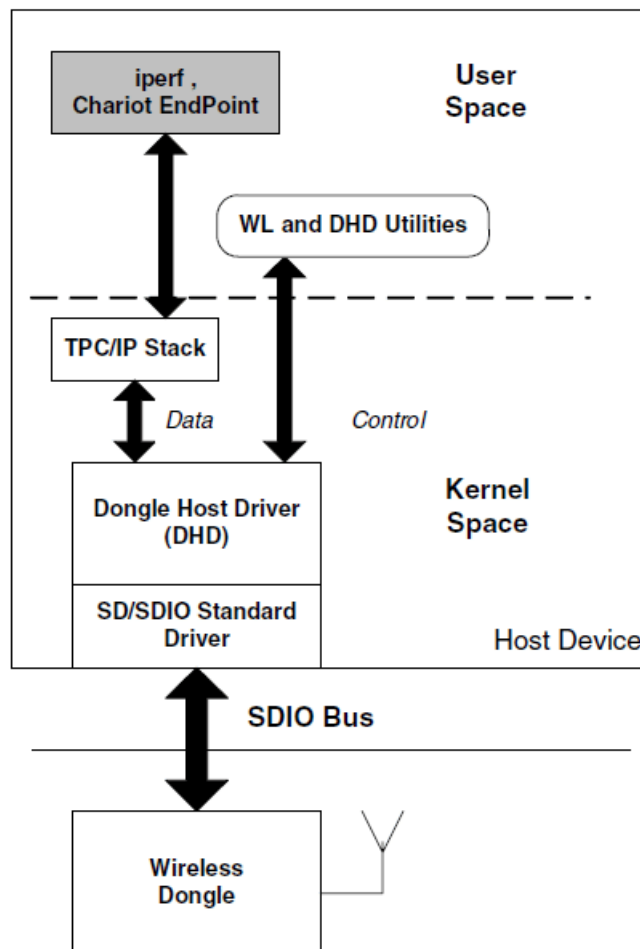 iperf ,
Chariot EndPoint
User
Space
WL and DHD Utilities
TPC/IP Stack
Data
Control
Dongle Host Driver
(DHD)
Kernel
Space
SD/SDIO Standard
Driver
Host Device
SDIO Bus
Wireless
Dongle